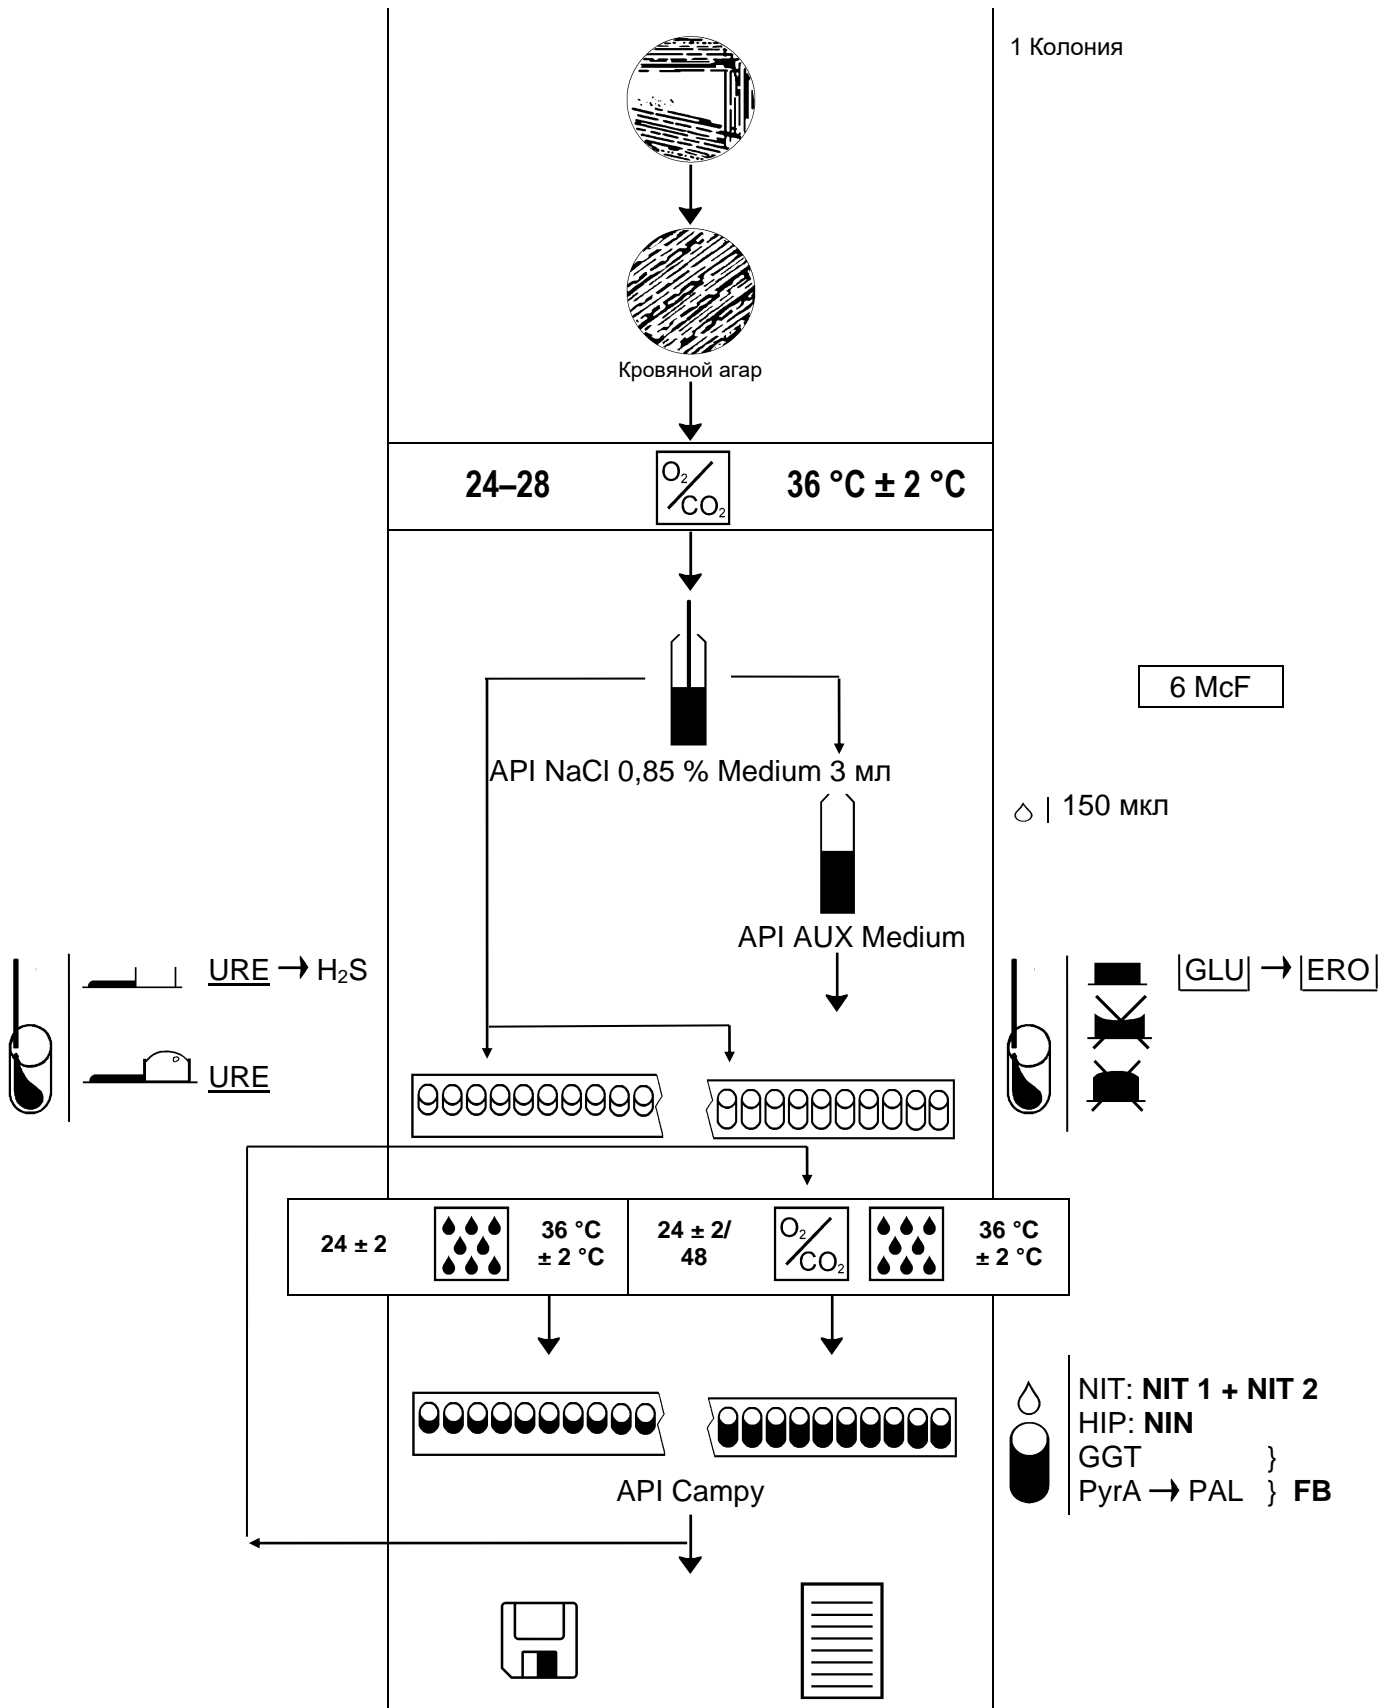 1 Колония
Кровяной агар
24–28
O₂/CO₂
36 °C ± 2 °C
6 McF
API NaCl 0,85 % Medium 3 мл
150 мкл
API AUX Medium
URE → H₂S
URE
GLU → ERO
24 ± 2
36 °C
± 2 °C
24 ± 2/
48
O₂/CO₂
36 °C
± 2 °C
NIT: NIT 1 + NIT 2
HIP: NIN
GGT }
PyrA → PAL } FB
API Campy